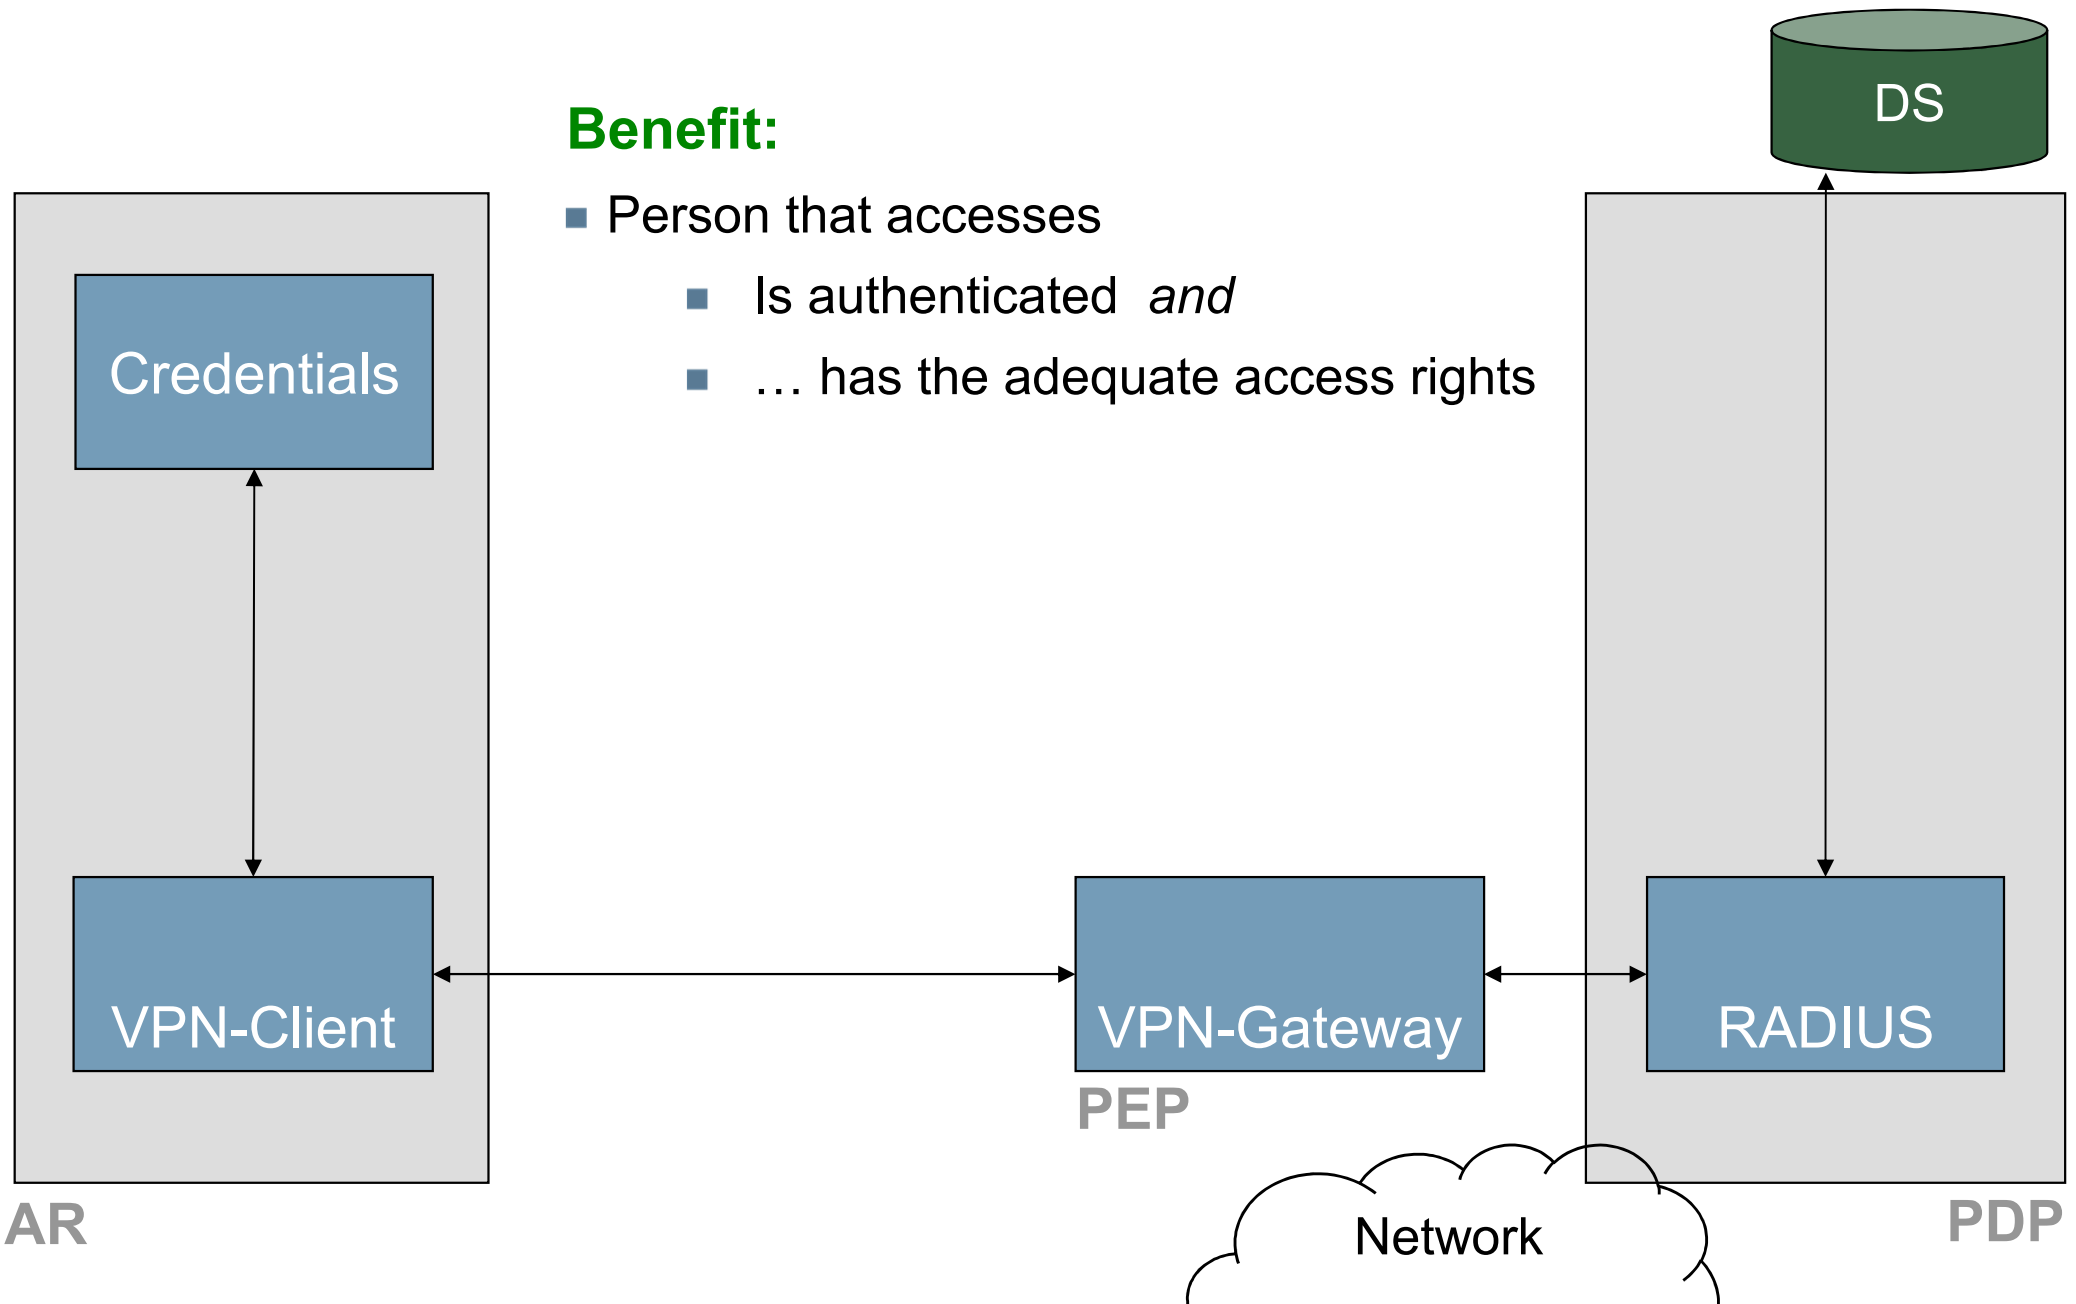 DS
Benefit:
Person that accesses
Is authenticated and
… has the adequate access rights
Credentials
VPN-Client
VPN-Gateway
RADIUS
PEP
AR
PDP
Network